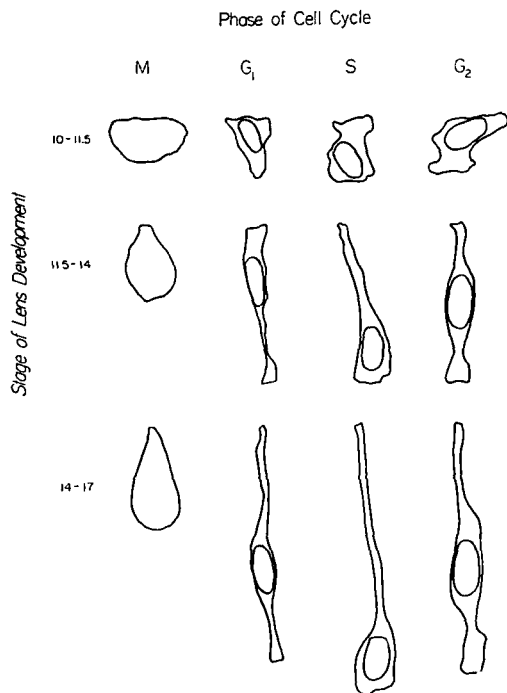 Phase of Cell Cycle
M G₁ S G₂
Stage of Lens Development
10-11.5
11.5-14
14-17